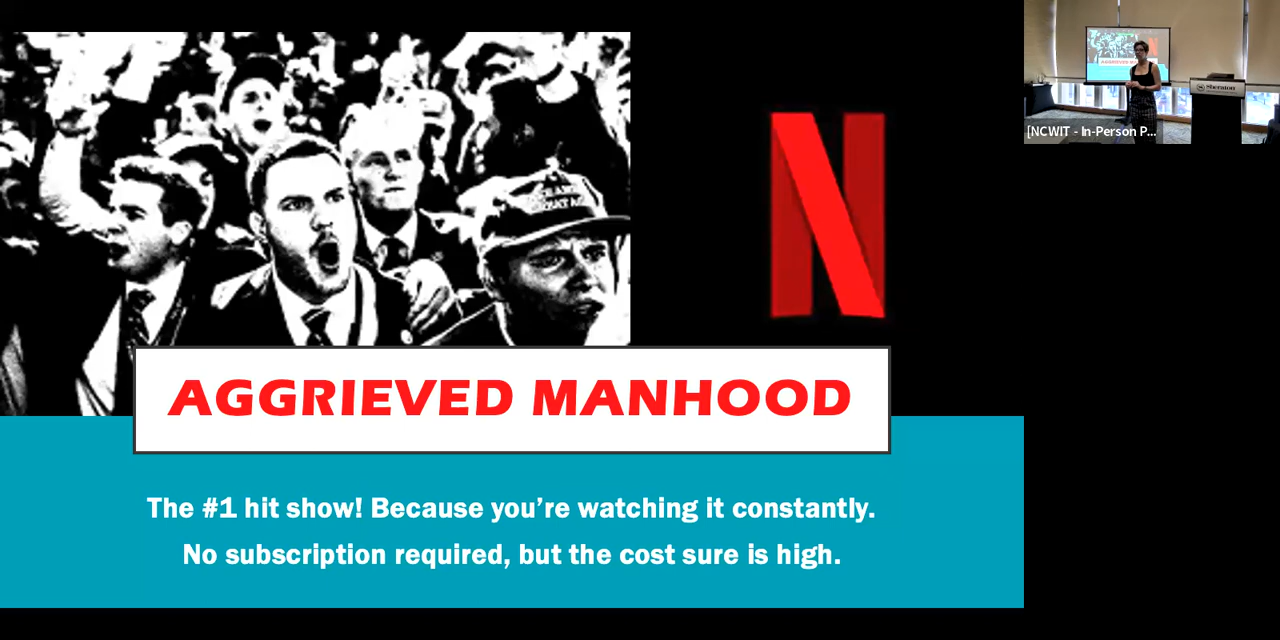 AGGRIEVED MANHOOD
The #1 hit show! Because you’re watching it constantly.
No subscription required, but the cost sure is high.
N
[NCWIT - In-Person P...
Sheraton